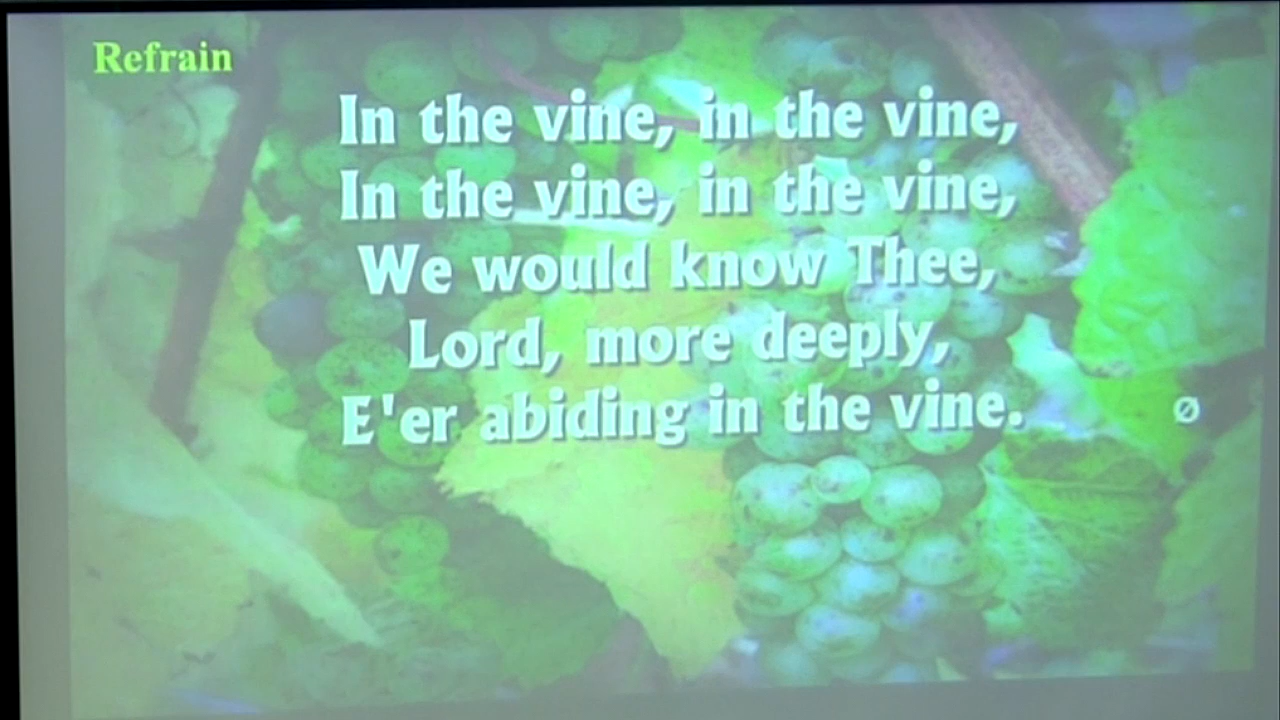 Refrain
In the vine, in the vine,
In the vine, in the vine,
We would know Thee,
Lord, more deeply,
E'er abiding in the vine.
Ø